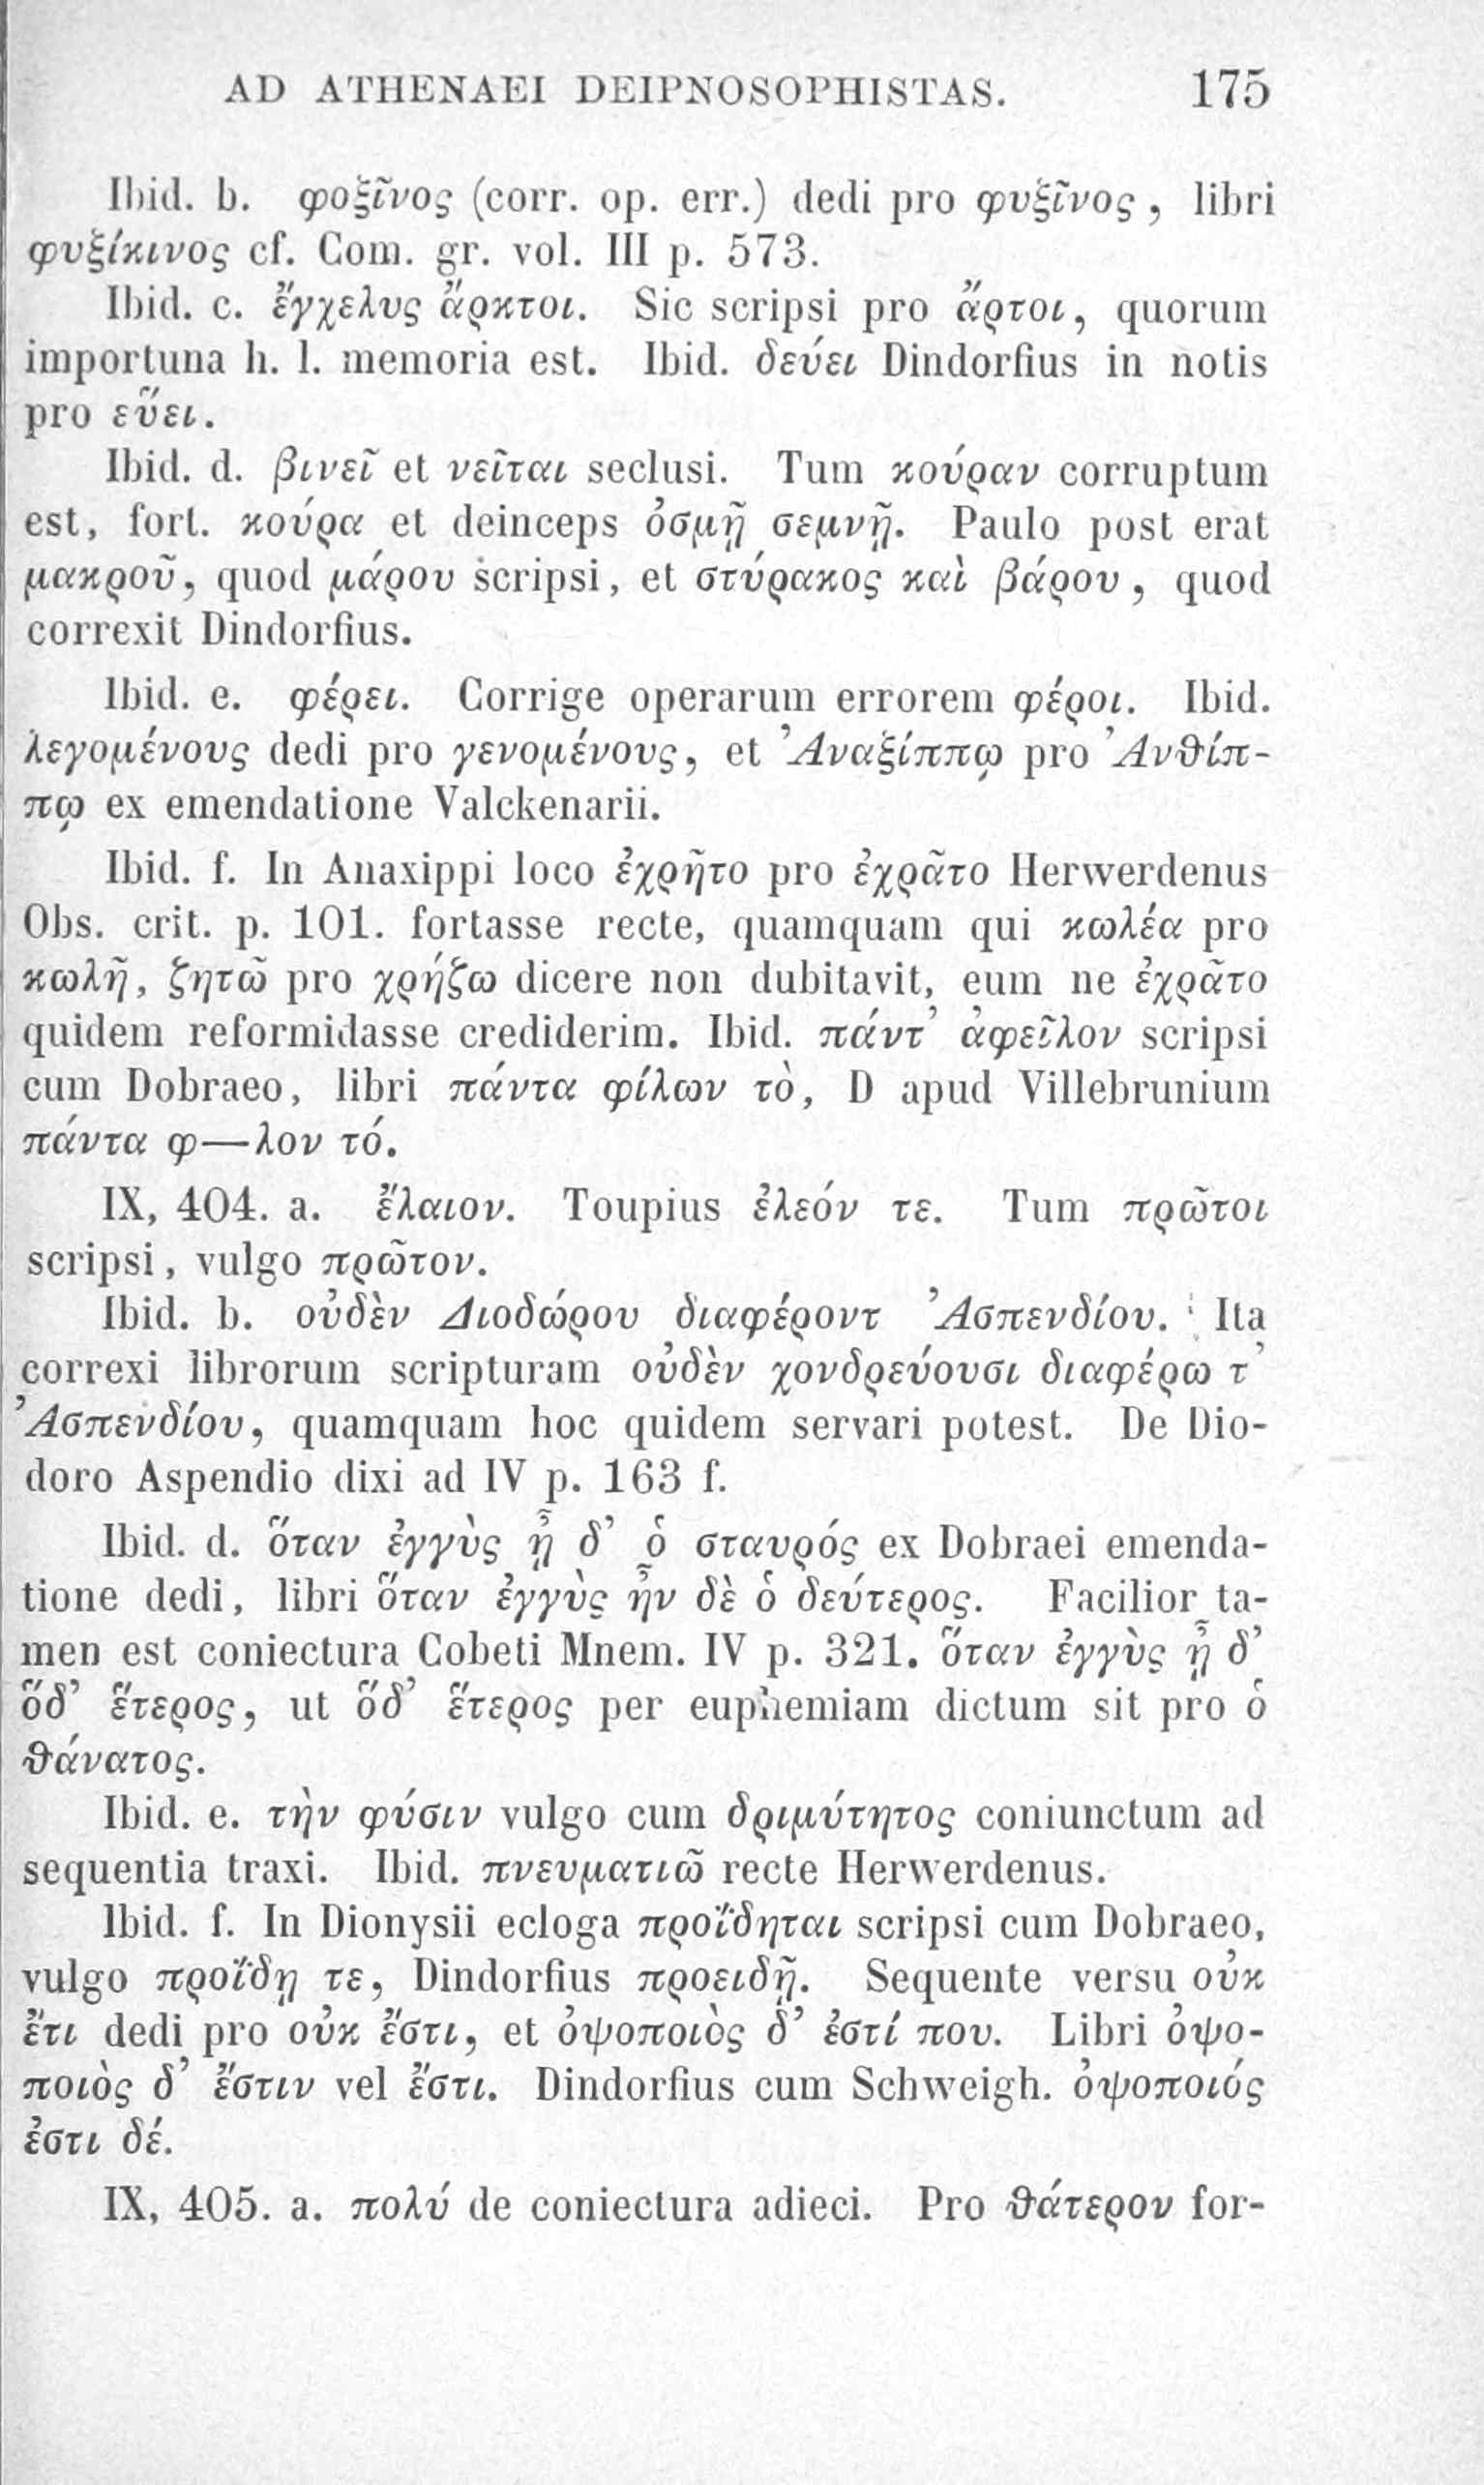 AD ATHENAEI DEIPNOSOPHISTAS. 175
Ibid. b. φοξῖνος (corr. op. err.) dedi pro φυξῖνος, libri
φυξίκινος cf. Com. gr. vol. III p. 573.
Ibid. c. ἔγχελυς ἄρκτοι. Sic scripsi pro ἄρτοι, quorum
importuna h. l. memoria est. Ibid. δεύει Dindorfius in notis
pro εὕει.
Ibid. d. βινεῖ et νεῖται seclusi. Tum κούραν corruptum
est, fort. κούρα et deinceps ὀσμῇ σεμνῇ. Paulo post erat
μακροῦ, quod μάρου scripsi, et στύρακος καὶ βάρου, quod
correxit Dindorfius.
Ibid. e. φέρει. Corrige operarum errorem φέροι. Ibid.
λεγομένους dedi pro γενομένους, et Ἀναξίππῳ pro Ἀνθίπ-
πῳ ex emendatione Valckenarii.
Ibid. f. In Anaxippi loco ἐχρῆτο pro ἐχρᾶτο Herwerdenus
Obs. crit. p. 101. fortasse recte, quamquam qui κωλέα pro
κωλῆ, ζητῶ pro χρῄζω dicere non dubitavit, eum ne ἐχρᾶτο
quidem reformidasse crediderim. Ibid. πάντ᾽ ἀφεῖλον scripsi
cum Dobraeo, libri πάντα φίλων τὸ, D apud Villebrunium
πάντα φ—λον τό.
IX, 404. a. ἔλαιον. Toupius ἐλεόν τε. Tum πρῶτοι
scripsi, vulgo πρῶτον.
Ibid. b. οὐδὲν Διοδώρου διαφέροντ Ἀσπενδίου. Ita
correxi librorum scripturam οὐδὲν χονδρεύουσι διαφέρω τ᾽
Ἀσπενδίου, quamquam hoc quidem servari potest. De Dio-
doro Aspendio dixi ad IV p. 163 f.
Ibid. d. ὅταν ἐγγὺς ᾖ δ᾽ ὁ σταυρός ex Dobraei emenda-
tione dedi, libri ὅταν ἐγγὺς ἦν δὲ ὁ δεύτερος. Facilior ta-
men est coniectura Cobeti Mnem. IV p. 321. ὅταν ἐγγὺς ᾖ δ᾽
ὅδ᾽ ἕτερος, ut ὅδ᾽ ἕτερος per euphemiam dictum sit pro ὁ
θάνατος.
Ibid. e. τὴν φύσιν vulgo cum δριμύτητος coniunctum ad
sequentia traxi. Ibid. πνευματιῶ recte Herwerdenus.
Ibid. f. In Dionysii ecloga προΐδηται scripsi cum Dobraeo,
vulgo προΐδῃ τε, Dindorfius προειδῇ. Sequente versu οὐκ
ἔτι dedi pro οὐκ ἔστι, et ὀψοποιὸς δ᾽ ἐστί που. Libri ὀψο-
ποιὸς δ᾽ ἔστιν vel ἔστι. Dindorfius cum Schweigh. ὀψοποιός
ἐστι δέ.
IX, 405. a. πολύ de coniectura adieci. Pro θάτερον for-